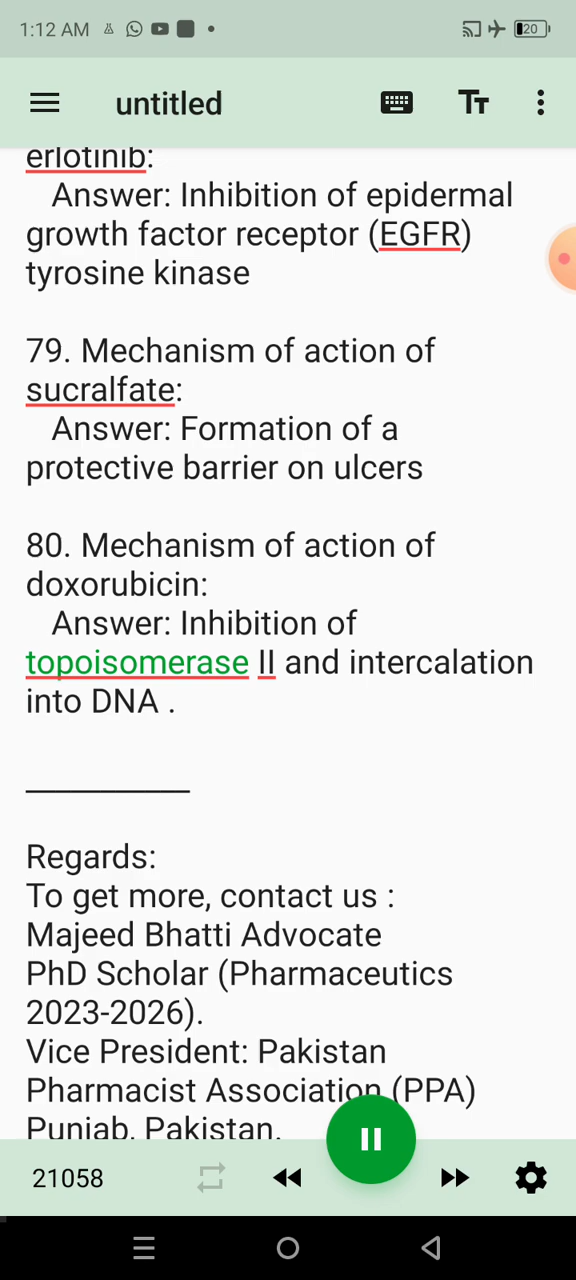 1:12 AM
20
untitled
erlotinib:
Answer: Inhibition of epidermal
growth factor receptor (EGFR)
tyrosine kinase
79. Mechanism of action of
sucralfate:
Answer: Formation of a
protective barrier on ulcers
80. Mechanism of action of
doxorubicin:
Answer: Inhibition of
topoisomerase II and intercalation
into DNA .
___________
Regards:
To get more, contact us :
Majeed Bhatti Advocate
PhD Scholar (Pharmaceutics
2023-2026).
Vice President: Pakistan
Pharmacist Association (PPA)
Punjab, Pakistan.
21058